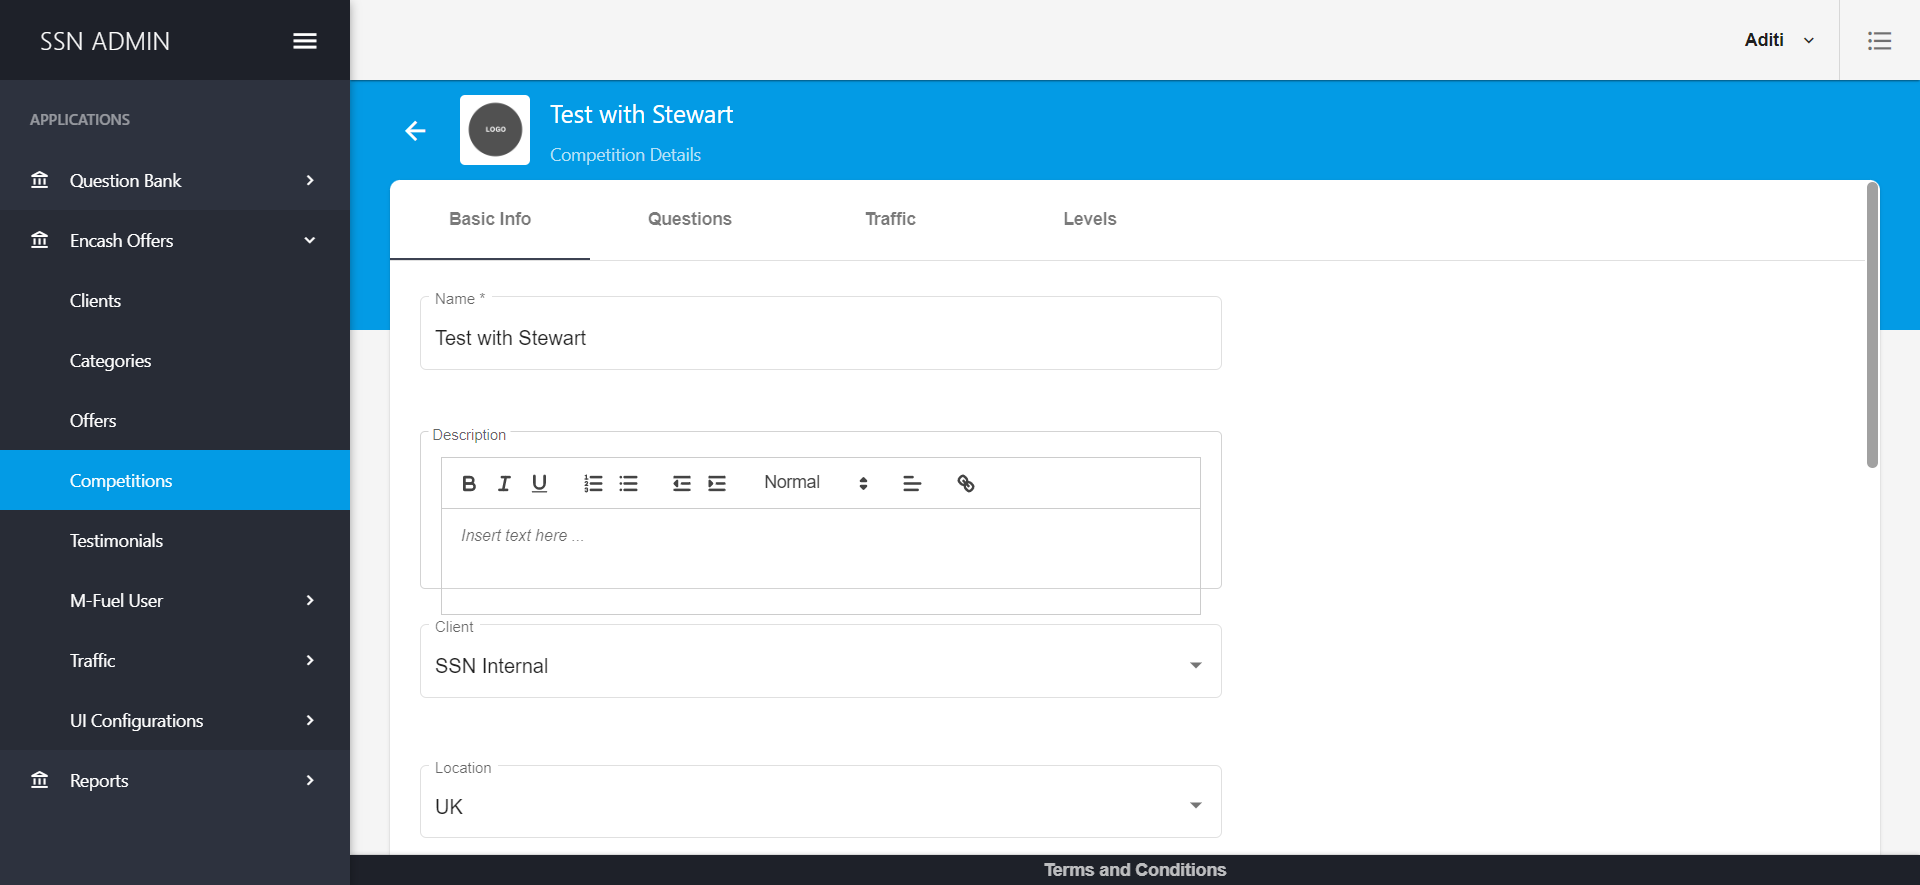 SSN ADMIN
Aditi
APPLICATIONS
Question Bank
Encash Offers
Clients
Categories
Offers
Competitions
Testimonials
M-Fuel User
Traffic
UI Configurations
Reports
LOGO
Test with Stewart
Competition Details
Basic Info Questions Traffic Levels
Name *
Test with Stewart
Description
B I U Normal
Insert text here ...
Client
SSN Internal
Location
UK
Terms and Conditions